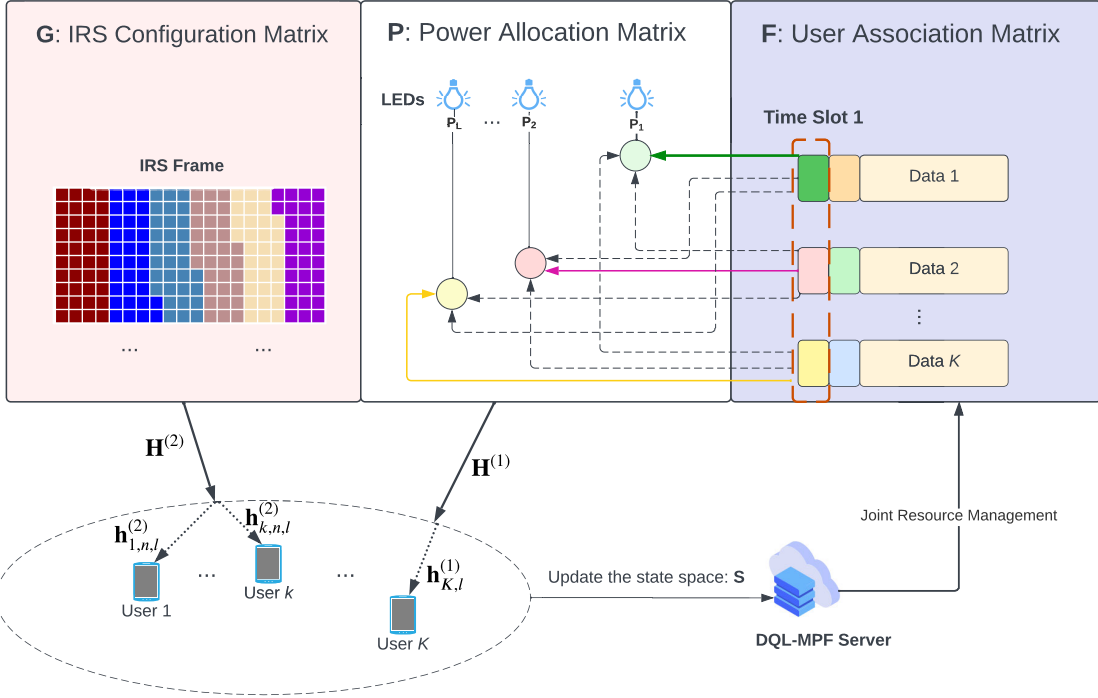 G: IRS Configuration Matrix
P: Power Allocation Matrix
F: User Association Matrix
LEDs
P_L
...
P_2
P_1
Time Slot 1
IRS Frame
Data 1
Data 2
⋮
Data K
...
...
H^(2)
H^(1)
h^(2)_{1,n,l}
h^(2)_{k,n,l}
h^(1)_{K,l}
...
...
User 1
User k
User K
Update the state space: S
Joint Resource Management
DQL-MPF Server